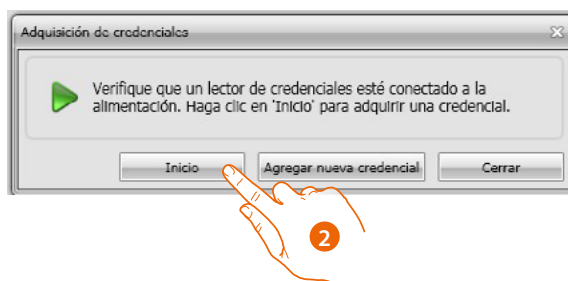 Adquisición de credenciales
Verifique que un lector de credenciales esté conectado a la
alimentación. Haga clic en 'Inicio' para adquirir una credencial.
Inicio
Agregar nueva credencial
Cerrar
2